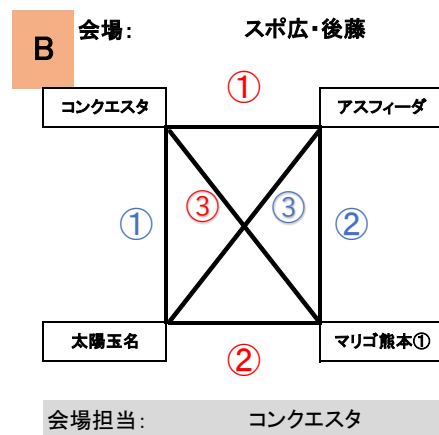 B
会場: スポ広・後藤
①
コンクエスタ アスフィーダ
③ ③
① ②
太陽玉名 マリゴ熊本①
②
会場担当: コンクエスタ